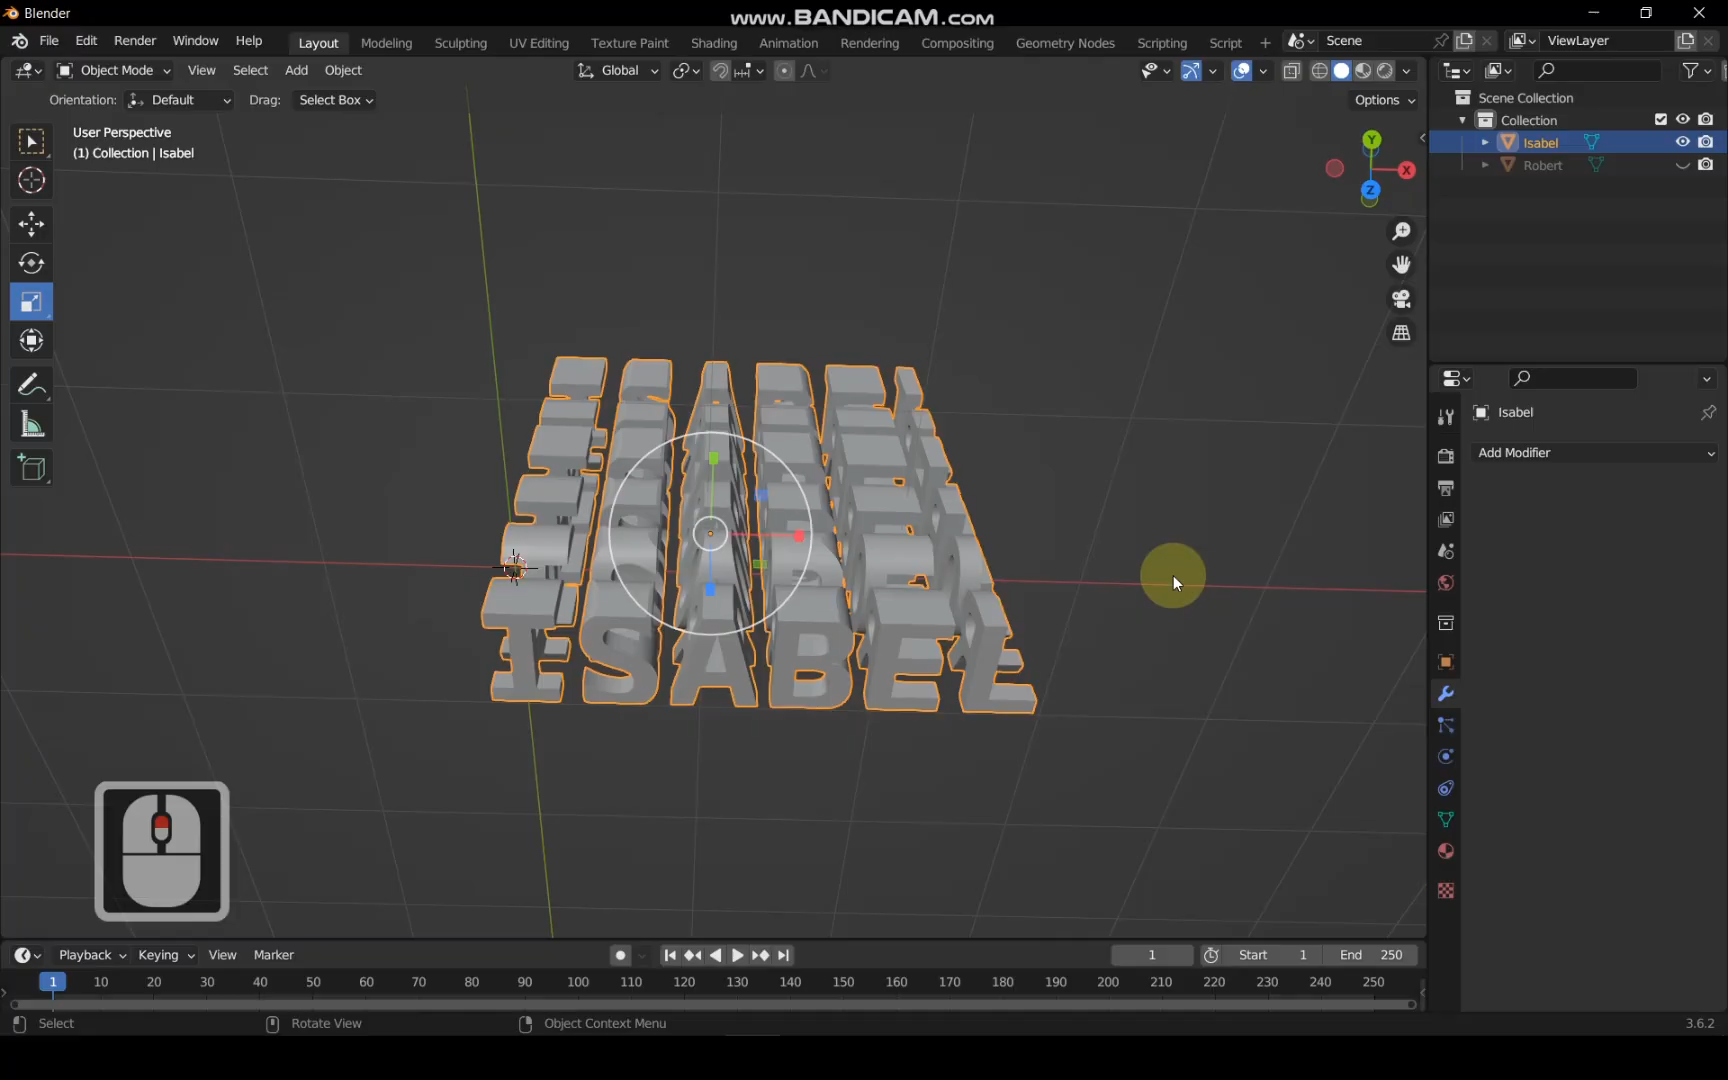 Blender
www.BANDICAM.com
File Edit Render Window Help Layout Modeling Sculpting UV Editing Texture Paint Shading Animation Rendering Compositing Geometry Nodes Scripting Script + Scene ViewLayer
Object Mode View Select Add Object Global
Orientation: Default Drag: Select Box Options
User Perspective
(1) Collection | Isabel
Scene Collection
Collection
Isabel
Robert
Y
X
Z
Isabel
Add Modifier
ISABEL
Playback Keying View Marker 1 Start 1 End 250
1 10 20 30 40 50 60 70 80 90 100 110 120 130 140 150 160 170 180 190 200 210 220 230 240 250
Select Rotate View Object Context Menu 3.6.2